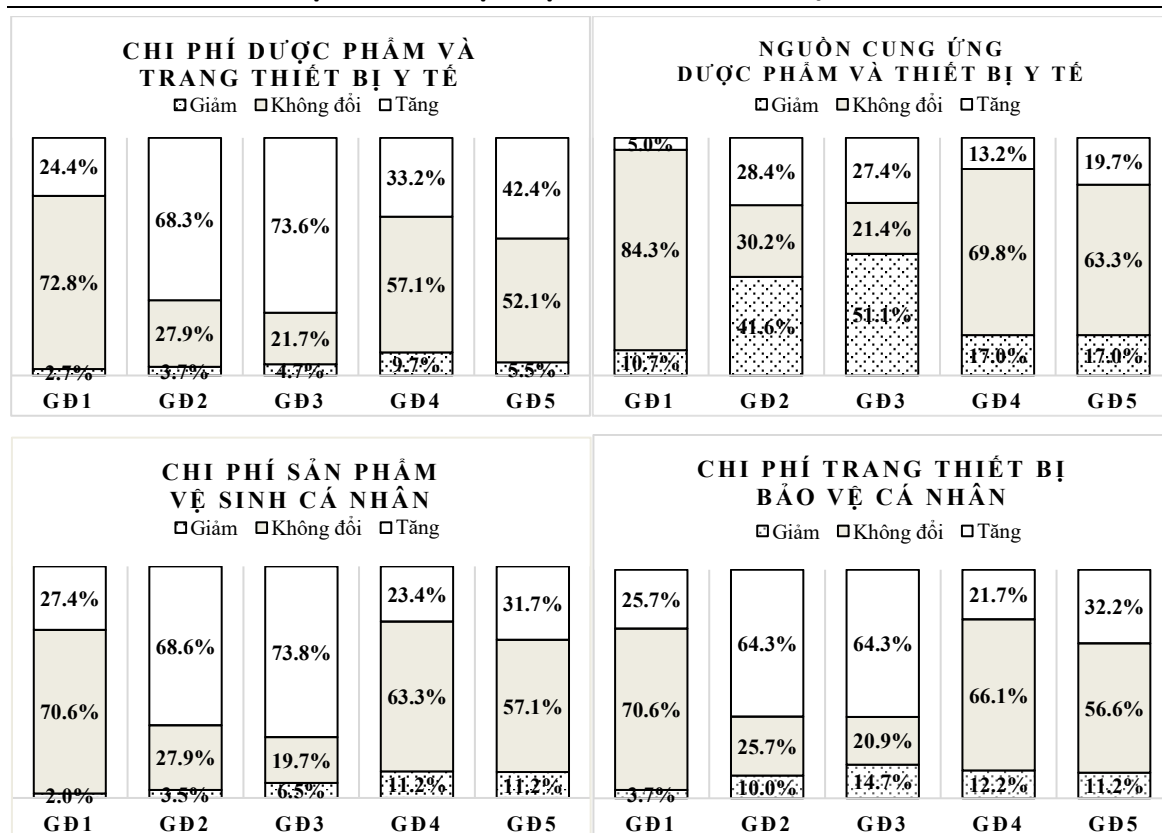 CHI PHÍ DƯỢC PHẨM VÀ
TRANG THIẾT BỊ Y TẾ
Giảm Không đổi Tăng
24.4% 68.3% 73.6% 33.2% 42.4%
72.8% 27.9% 21.7% 57.1% 52.1%
2.7% 3.7% 4.7% 9.7% 5.5%
GĐ1 GĐ2 GĐ3 GĐ4 GĐ5
NGUỒN CUNG ỨNG
DƯỢC PHẨM VÀ THIẾT BỊ Y TẾ
Giảm Không đổi Tăng
5.0% 28.4% 27.4% 13.2% 19.7%
84.3% 30.2% 21.4% 69.8% 63.3%
10.7% 41.6% 51.1% 17.0% 17.0%
GĐ1 GĐ2 GĐ3 GĐ4 GĐ5
CHI PHÍ SẢN PHẨM
VỆ SINH CÁ NHÂN
Giảm Không đổi Tăng
27.4% 68.6% 73.8% 23.4% 31.7%
70.6% 27.9% 19.7% 63.3% 57.1%
2.0% 3.5% 6.5% 11.2% 11.2%
GĐ1 GĐ2 GĐ3 GĐ4 GĐ5
CHI PHÍ TRANG THIẾT BỊ
BẢO VỆ CÁ NHÂN
Giảm Không đổi Tăng
25.7% 64.3% 64.3% 21.7% 32.2%
70.6% 25.7% 20.9% 66.1% 56.6%
3.7% 10.0% 14.7% 12.2% 11.2%
GĐ1 GĐ2 GĐ3 GĐ4 GĐ5